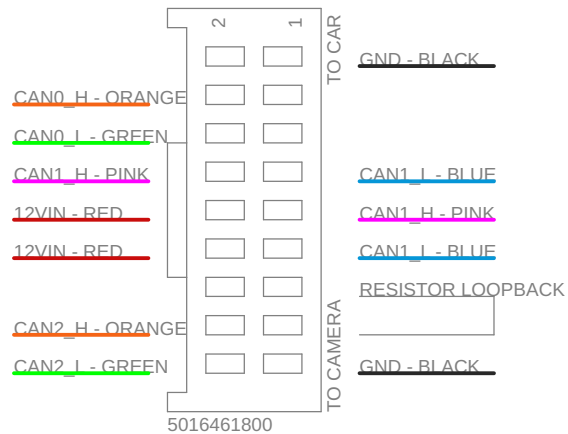 2 1
TO CAR
GND - BLACK
CAN0_H - ORANGE
CAN0_L - GREEN
CAN1_H - PINK
CAN1_L - BLUE
12VIN - RED
CAN1_H - PINK
12VIN - RED
CAN1_L - BLUE
RESISTOR LOOPBACK
CAN2_H - ORANGE
TO CAMERA
CAN2_L - GREEN
GND - BLACK
5016461800